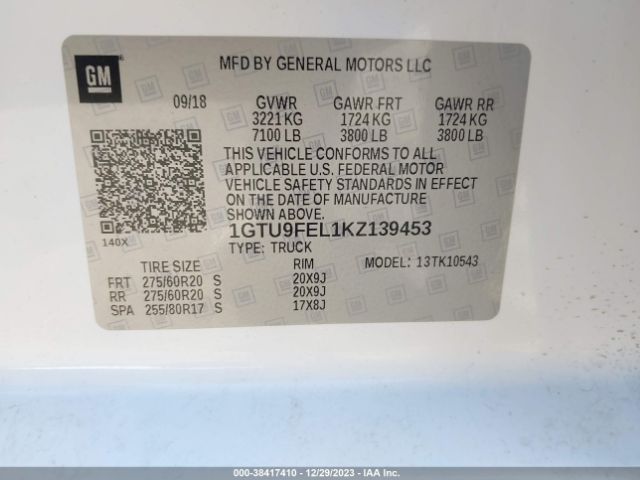 GM
MFD BY GENERAL MOTORS LLC
09/18 GVWR GAWR FRT GAWR RR
3221 KG 1724 KG 1724 KG
7100 LB 3800 LB 3800 LB
THIS VEHICLE CONFORMS TO ALL
APPLICABLE U.S. FEDERAL MOTOR
VEHICLE SAFETY STANDARDS IN EFFECT
ON THE DATE OF MANUFACTURE
SHOWN ABOVE.
140X
1GTU9FEL1KZ139453
TYPE: TRUCK
TIRE SIZE RIM MODEL: 13TK10543
FRT 275/60R20 S 20X9J
RR 275/60R20 S 20X9J
SPA 255/80R17 S 17X8J
000-38417410 - 12/29/2023 - IAA Inc.